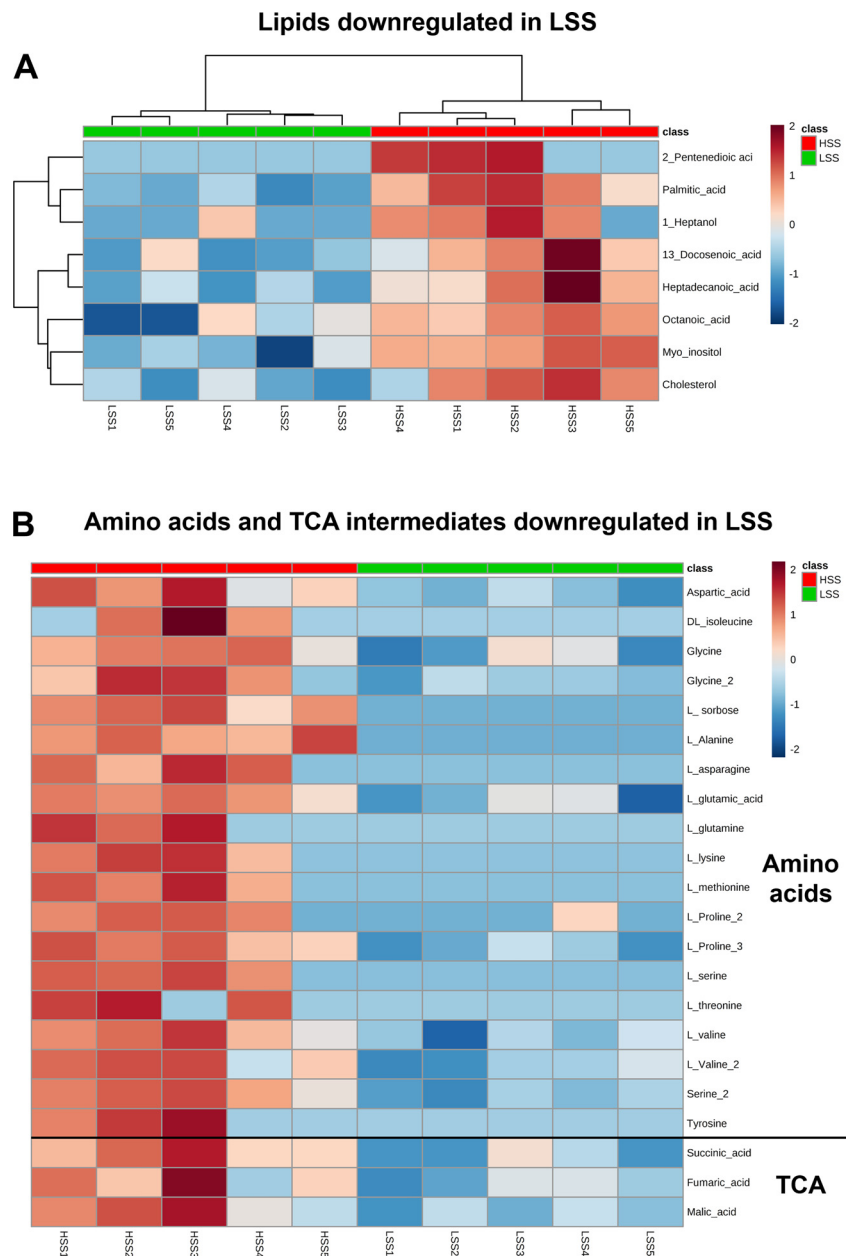 Lipids downregulated in LSS
A
class
2_Pentenedioic aci
Palmitic_acid
1_Heptanol
13_Docosenoic_acid
Heptadecanoic_acid
Octanoic_acid
Myo_inositol
Cholesterol
LSS1
LSS5
LSS4
LSS2
LSS3
HSS4
HSS1
HSS2
HSS3
HSS5
2
1
0
-1
-2
class
HSS
LSS
B
Amino acids and TCA intermediates downregulated in LSS
class
Aspartic_acid
DL_isoleucine
Glycine
Glycine_2
L_ sorbose
L_Alanine
L_asparagine
L_glutamic_acid
L_glutamine
L_lysine
L_methionine
L_Proline_2
L_Proline_3
L_serine
L_threonine
L_valine
L_Valine_2
Serine_2
Tyrosine
Succinic_acid
Fumaric_acid
Malic_acid
HSS1
HSS2
HSS3
HSS4
HSS5
LSS1
LSS2
LSS3
LSS4
LSS5
2
1
0
-1
-2
class
HSS
LSS
Amino
acids
TCA